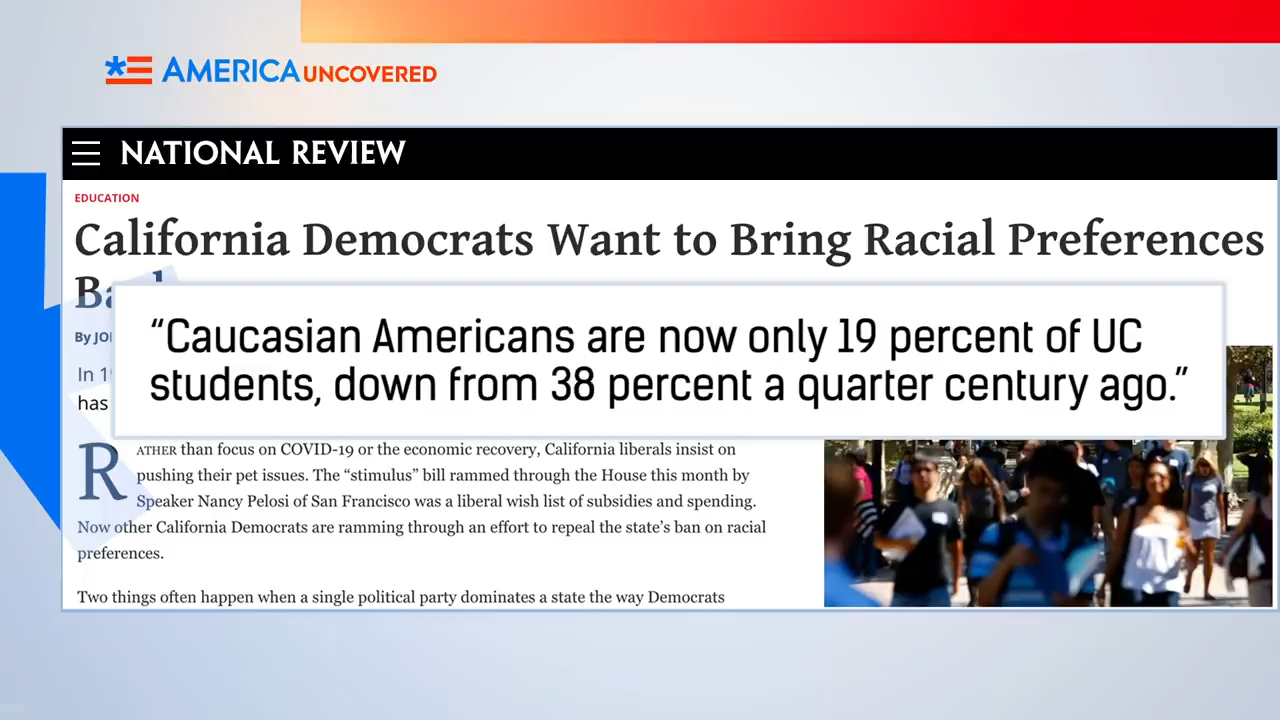 AMERICA UNCOVERED
NATIONAL REVIEW
EDUCATION
California Democrats Want to Bring Racial Preferences
“Caucasian Americans are now only 19 percent of UC
students, down from 38 percent a quarter century ago.”
By
In
has
RATHER than focus on COVID-19 or the economic recovery, California liberals insist on
pushing their pet issues. The “stimulus” bill rammed through the House this month by
Speaker Nancy Pelosi of San Francisco was a liberal wish list of subsidies and spending.
Now other California Democrats are ramming through an effort to repeal the state’s ban on racial
preferences.
Two things often happen when a single political party dominates a state the way Democrats